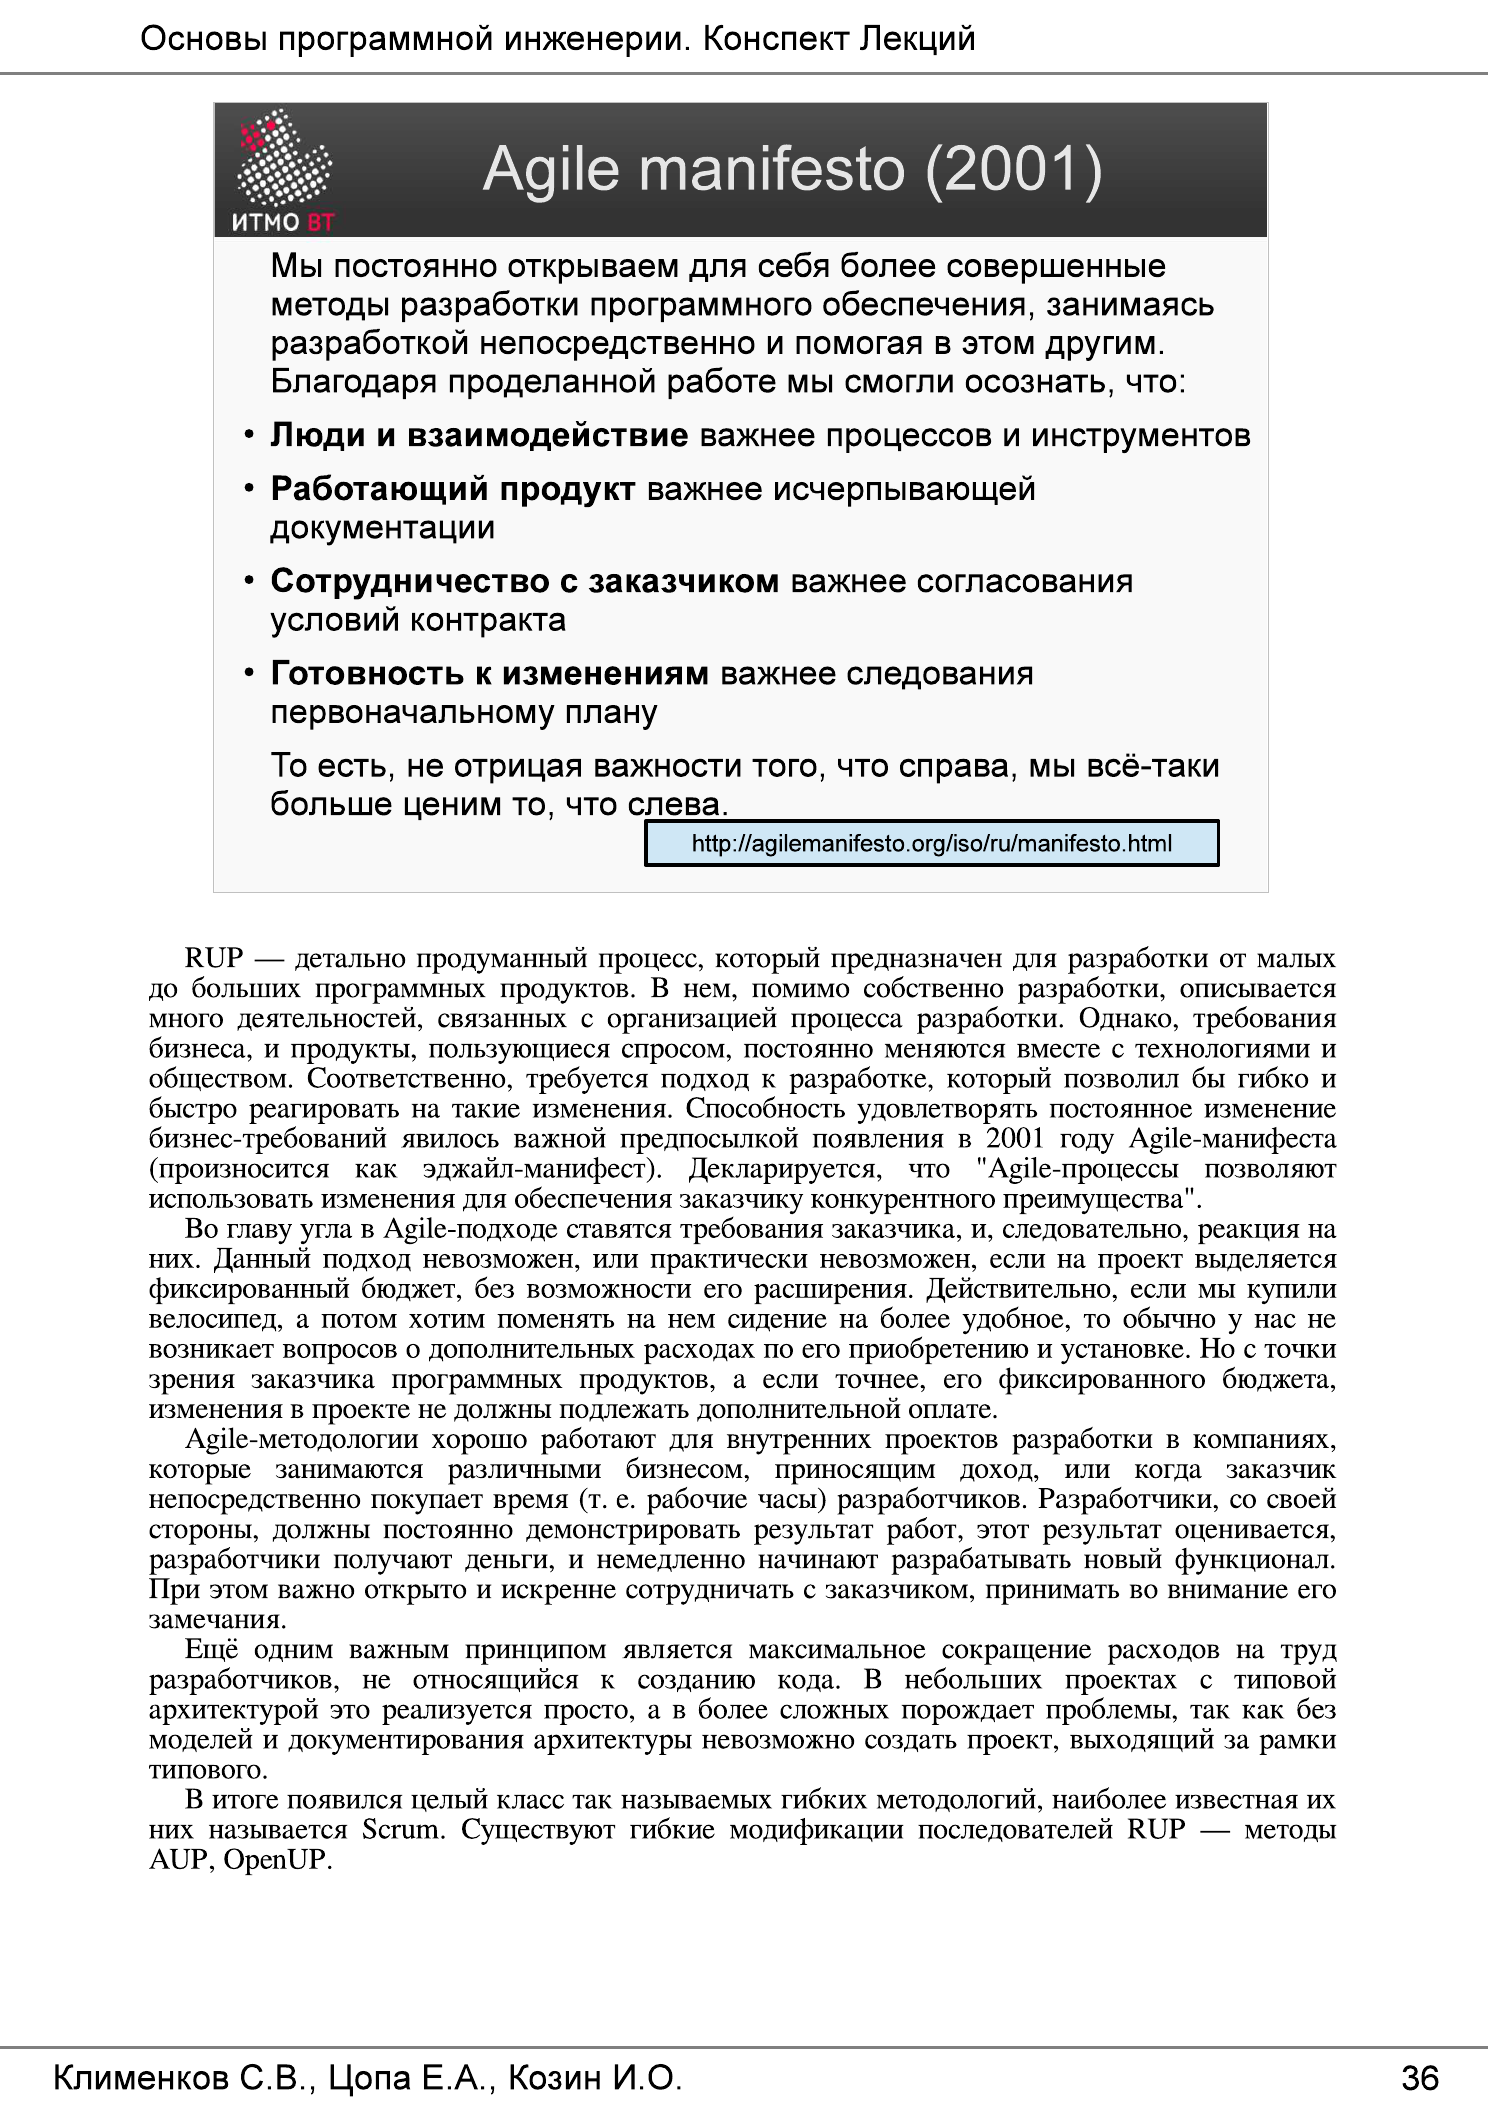 Основы программной инженерии. Конспект Лекций
ИТМО ВТ
Agile manifesto (2001)
Мы постоянно открываем для себя более совершенные
методы разработки программного обеспечения, занимаясь
разработкой непосредственно и помогая в этом другим.
Благодаря проделанной работе мы смогли осознать, что:
• Люди и взаимодействие важнее процессов и инструментов
• Работающий продукт важнее исчерпывающей
документации
• Сотрудничество с заказчиком важнее согласования
условий контракта
• Готовность к изменениям важнее следования
первоначальному плану
То есть, не отрицая важности того, что справа, мы всё-таки
больше ценим то, что слева.
http://agilemanifesto.org/iso/ru/manifesto.html
RUP — детально продуманный процесс, который предназначен для разработки от малых
до больших программных продуктов. В нем, помимо собственно разработки, описывается
много деятельностей, связанных с организацией процесса разработки. Однако, требования
бизнеса, и продукты, пользующиеся спросом, постоянно меняются вместе с технологиями и
обществом. Соответственно, требуется подход к разработке, который позволил бы гибко и
быстро реагировать на такие изменения. Способность удовлетворять постоянное изменение
бизнес-требований явилось важной предпосылкой появления в 2001 году Agile-манифеста
(произносится как эджайл-манифест). Декларируется, что "Agile-процессы позволяют
использовать изменения для обеспечения заказчику конкурентного преимущества".
Во главу угла в Agile-подходе ставятся требования заказчика, и, следовательно, реакция на
них. Данный подход невозможен, или практически невозможен, если на проект выделяется
фиксированный бюджет, без возможности его расширения. Действительно, если мы купили
велосипед, а потом хотим поменять на нем сидение на более удобное, то обычно у нас не
возникает вопросов о дополнительных расходах по его приобретению и установке. Но с точки
зрения заказчика программных продуктов, а если точнее, его фиксированного бюджета,
изменения в проекте не должны подлежать дополнительной оплате.
Agile-методологии хорошо работают для внутренних проектов разработки в компаниях,
которые занимаются различными бизнесом, приносящим доход, или когда заказчик
непосредственно покупает время (т. е. рабочие часы) разработчиков. Разработчики, со своей
стороны, должны постоянно демонстрировать результат работ, этот результат оценивается,
разработчики получают деньги, и немедленно начинают разрабатывать новый функционал.
При этом важно открыто и искренне сотрудничать с заказчиком, принимать во внимание его
замечания.
Ещё одним важным принципом является максимальное сокращение расходов на труд
разработчиков, не относящийся к созданию кода. В небольших проектах с типовой
архитектурой это реализуется просто, а в более сложных порождает проблемы, так как без
моделей и документирования архитектуры невозможно создать проект, выходящий за рамки
типового.
В итоге появился целый класс так называемых гибких методологий, наиболее известная их
них называется Scrum. Существуют гибкие модификации последователей RUP — методы
AUP, OpenUP.
Клименков С.В., Цопа Е.А., Козин И.О.
36